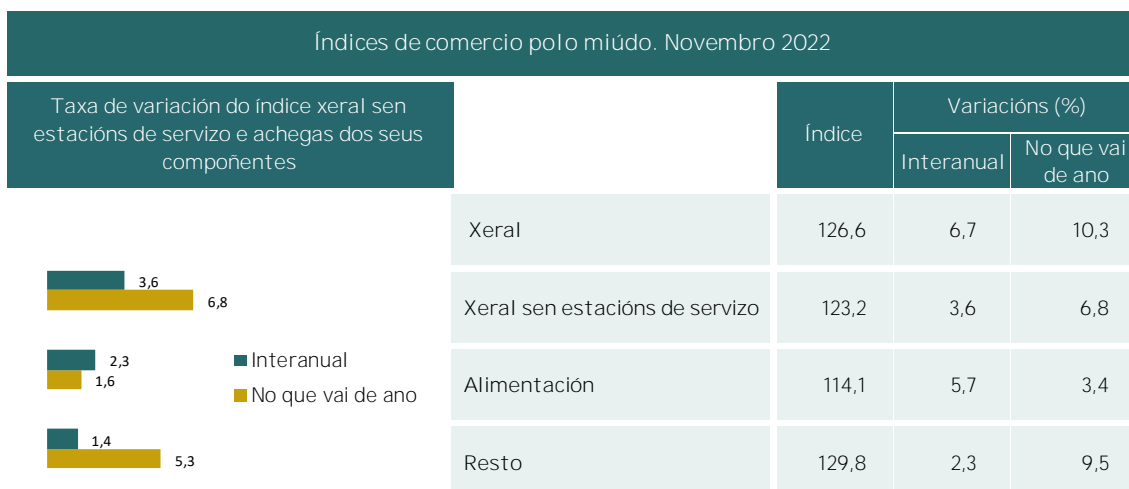 Índices de comercio polo miúdo. Novembro 2022
Taxa de variación do índice xeral sen
estacións de servizo e achegas dos seus
compoñentes
Índice
Variacións (%)
Interanual
No que vai
de ano
Xeral
126,6
6,7
10,3
3,6
6,8
Xeral sen estacións de servizo
123,2
3,6
6,8
2,3
1,6
Interanual
No que vai de ano
Alimentación
114,1
5,7
3,4
1,4
5,3
Resto
129,8
2,3
9,5